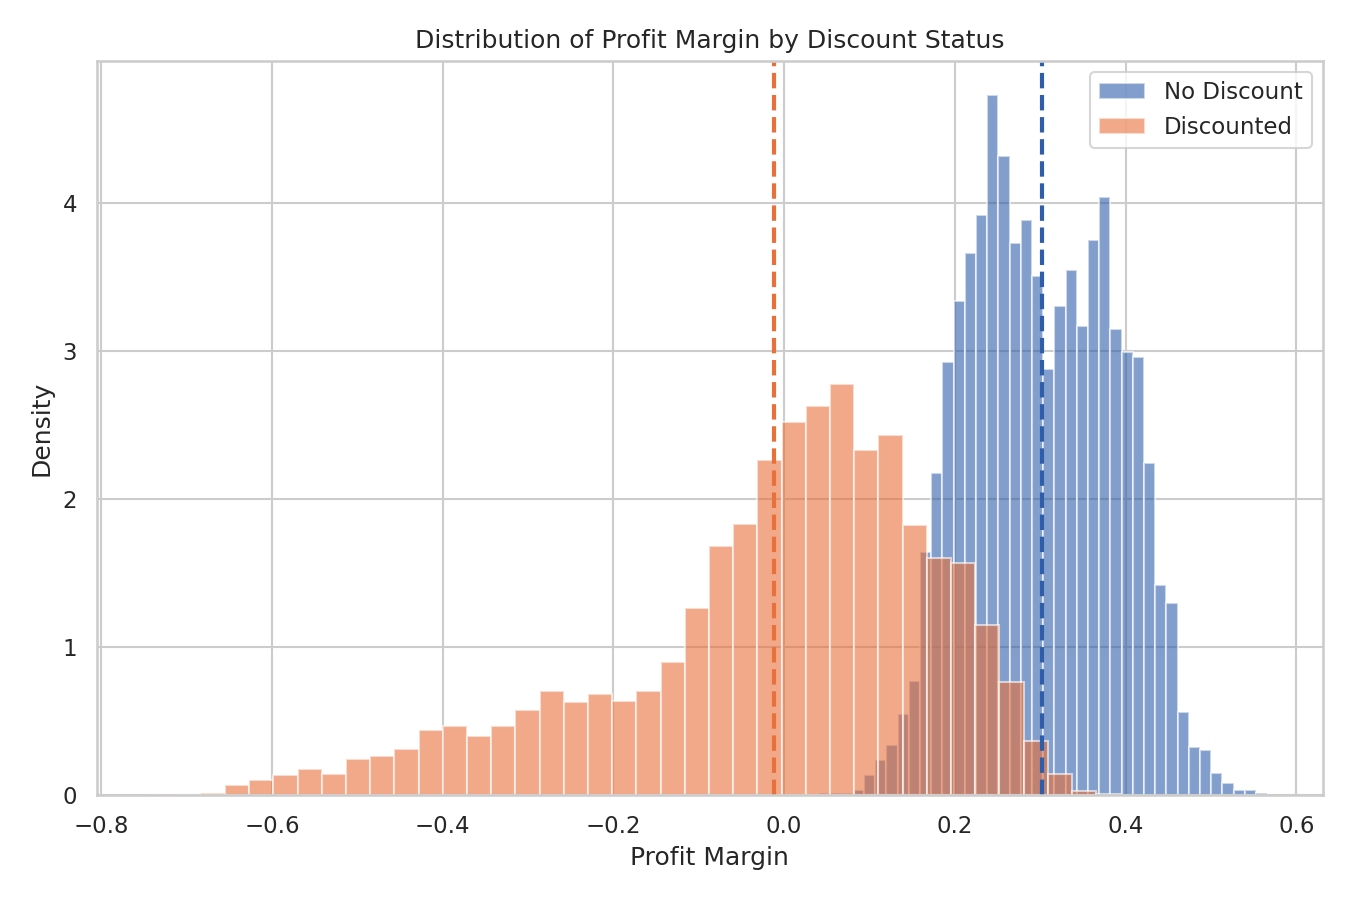 Distribution of Profit Margin by Discount Status
No Discount
Discounted
Density
4
3
2
1
0
−0.8 −0.6 −0.4 −0.2 0.0 0.2 0.4 0.6
Profit Margin